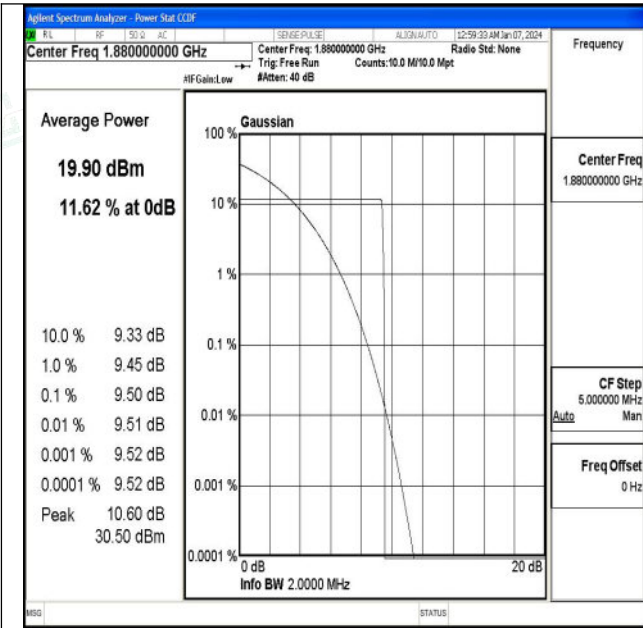 Agilent Spectrum Analyzer - Power Stat CCDF
RL RF 50 Ω AC SENSE:PULSE ALIGN AUTO 12:59:33 AM Jan 07, 2024
Center Freq 1.880000000 GHz
Center Freq: 1.880000000 GHz Radio Std: None
Trig: Free Run Counts:10.0 M/10.0 Mpt
#IFGain:Low #Atten: 40 dB
Frequency
Average Power
19.90 dBm
11.62 % at 0dB
10.0 % 9.33 dB
1.0 % 9.45 dB
0.1 % 9.50 dB
0.01 % 9.51 dB
0.001 % 9.52 dB
0.0001 % 9.52 dB
Peak 10.60 dB
30.50 dBm
Gaussian
100 %
10 %
1 %
0.1 %
0.01 %
0.001 %
0.0001 %
0 dB 20 dB
Info BW 2.0000 MHz
Center Freq
1.880000000 GHz
CF Step
5.000000 MHz
Auto Man
Freq Offset
0 Hz
MSG STATUS